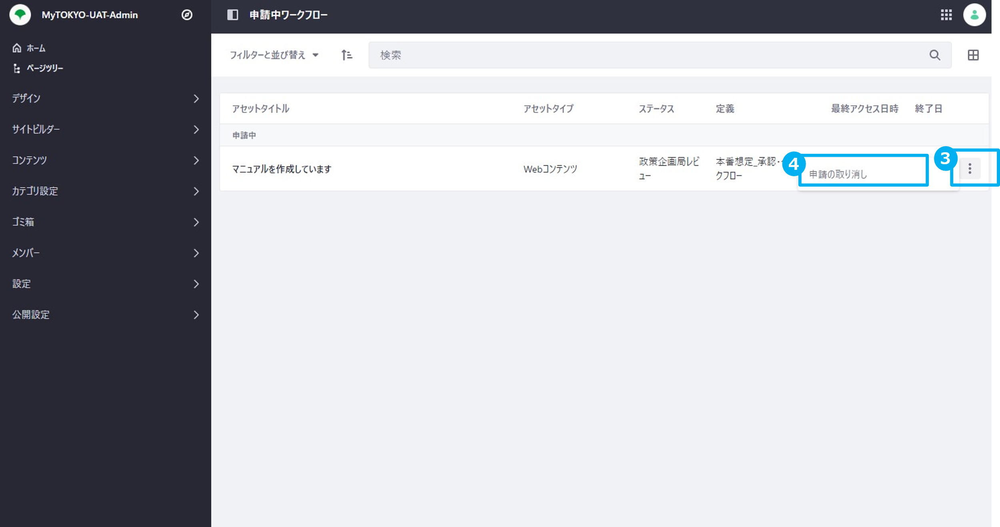 MyTOKYO-UAT-Admin
申請中ワークフロー
ホーム
ページツリー
デザイン
サイトビルダー
コンテンツ
カテゴリ設定
ゴミ箱
メンバー
設定
公開設定
フィルターと並び替え
検索
アセットタイトル アセットタイプ ステータス 定義 最終アクセス日時 終了日
申請中
マニュアルを作成しています Webコンテンツ 政策企画局レビ
ュー
本番想定_承認・
クフロー
4
申請の取り消し
3